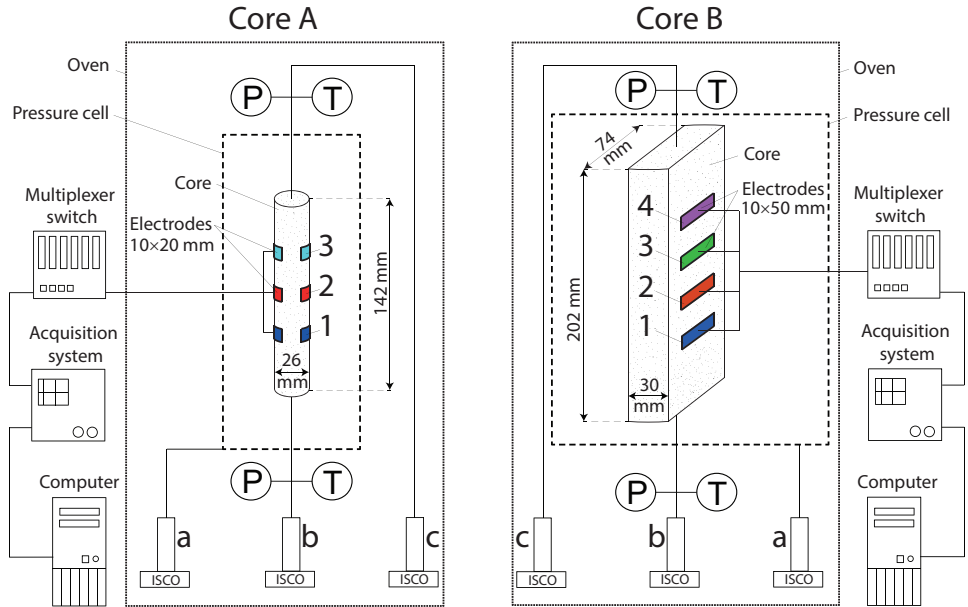 Core A
Oven
Pressure cell
P
T
Core
Multiplexer
switch
Electrodes
10×20 mm
3
2
1
142 mm
26
mm
Acquisition
system
Computer
P
T
a
b
c
ISCO
ISCO
ISCO
Core B
Oven
Pressure cell
P
T
74
mm
Core
Electrodes
10×50 mm
Multiplexer
switch
4
3
2
1
202 mm
30
mm
Acquisition
system
Computer
P
T
c
b
a
ISCO
ISCO
ISCO